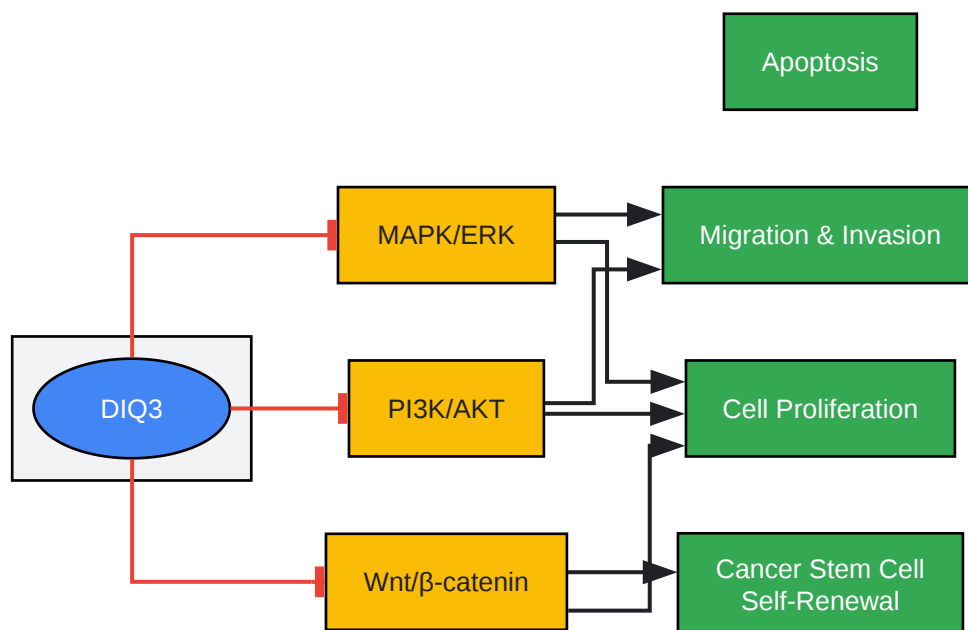 Apoptosis
MAPK/ERK
Migration & Invasion
DIQ3
PI3K/AKT
Cell Proliferation
Wnt/β-catenin
Cancer Stem Cell
Self-Renewal